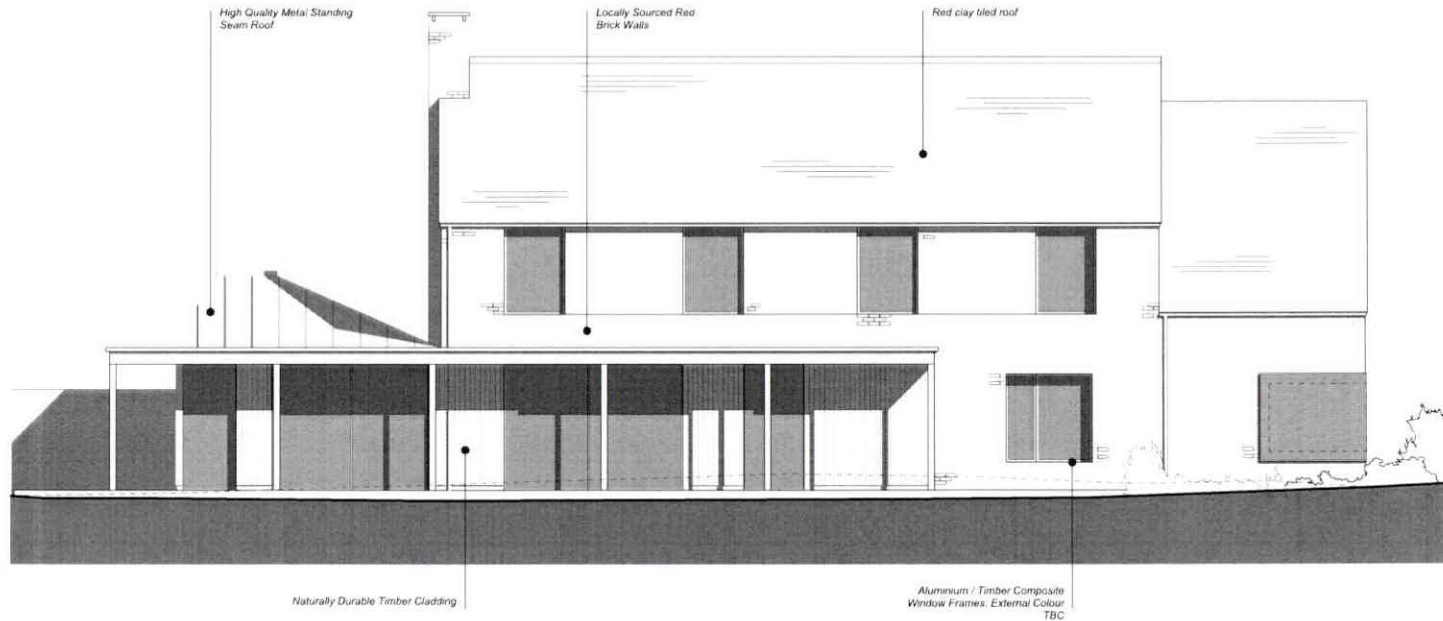 High Quality Metal Standing
Seam Roof
Locally Sourced Red
Brick Walls
Red clay tiled roof
Naturally Durable Timber Cladding
Aluminium / Timber Composite
Window Frames. External Colour
TBC